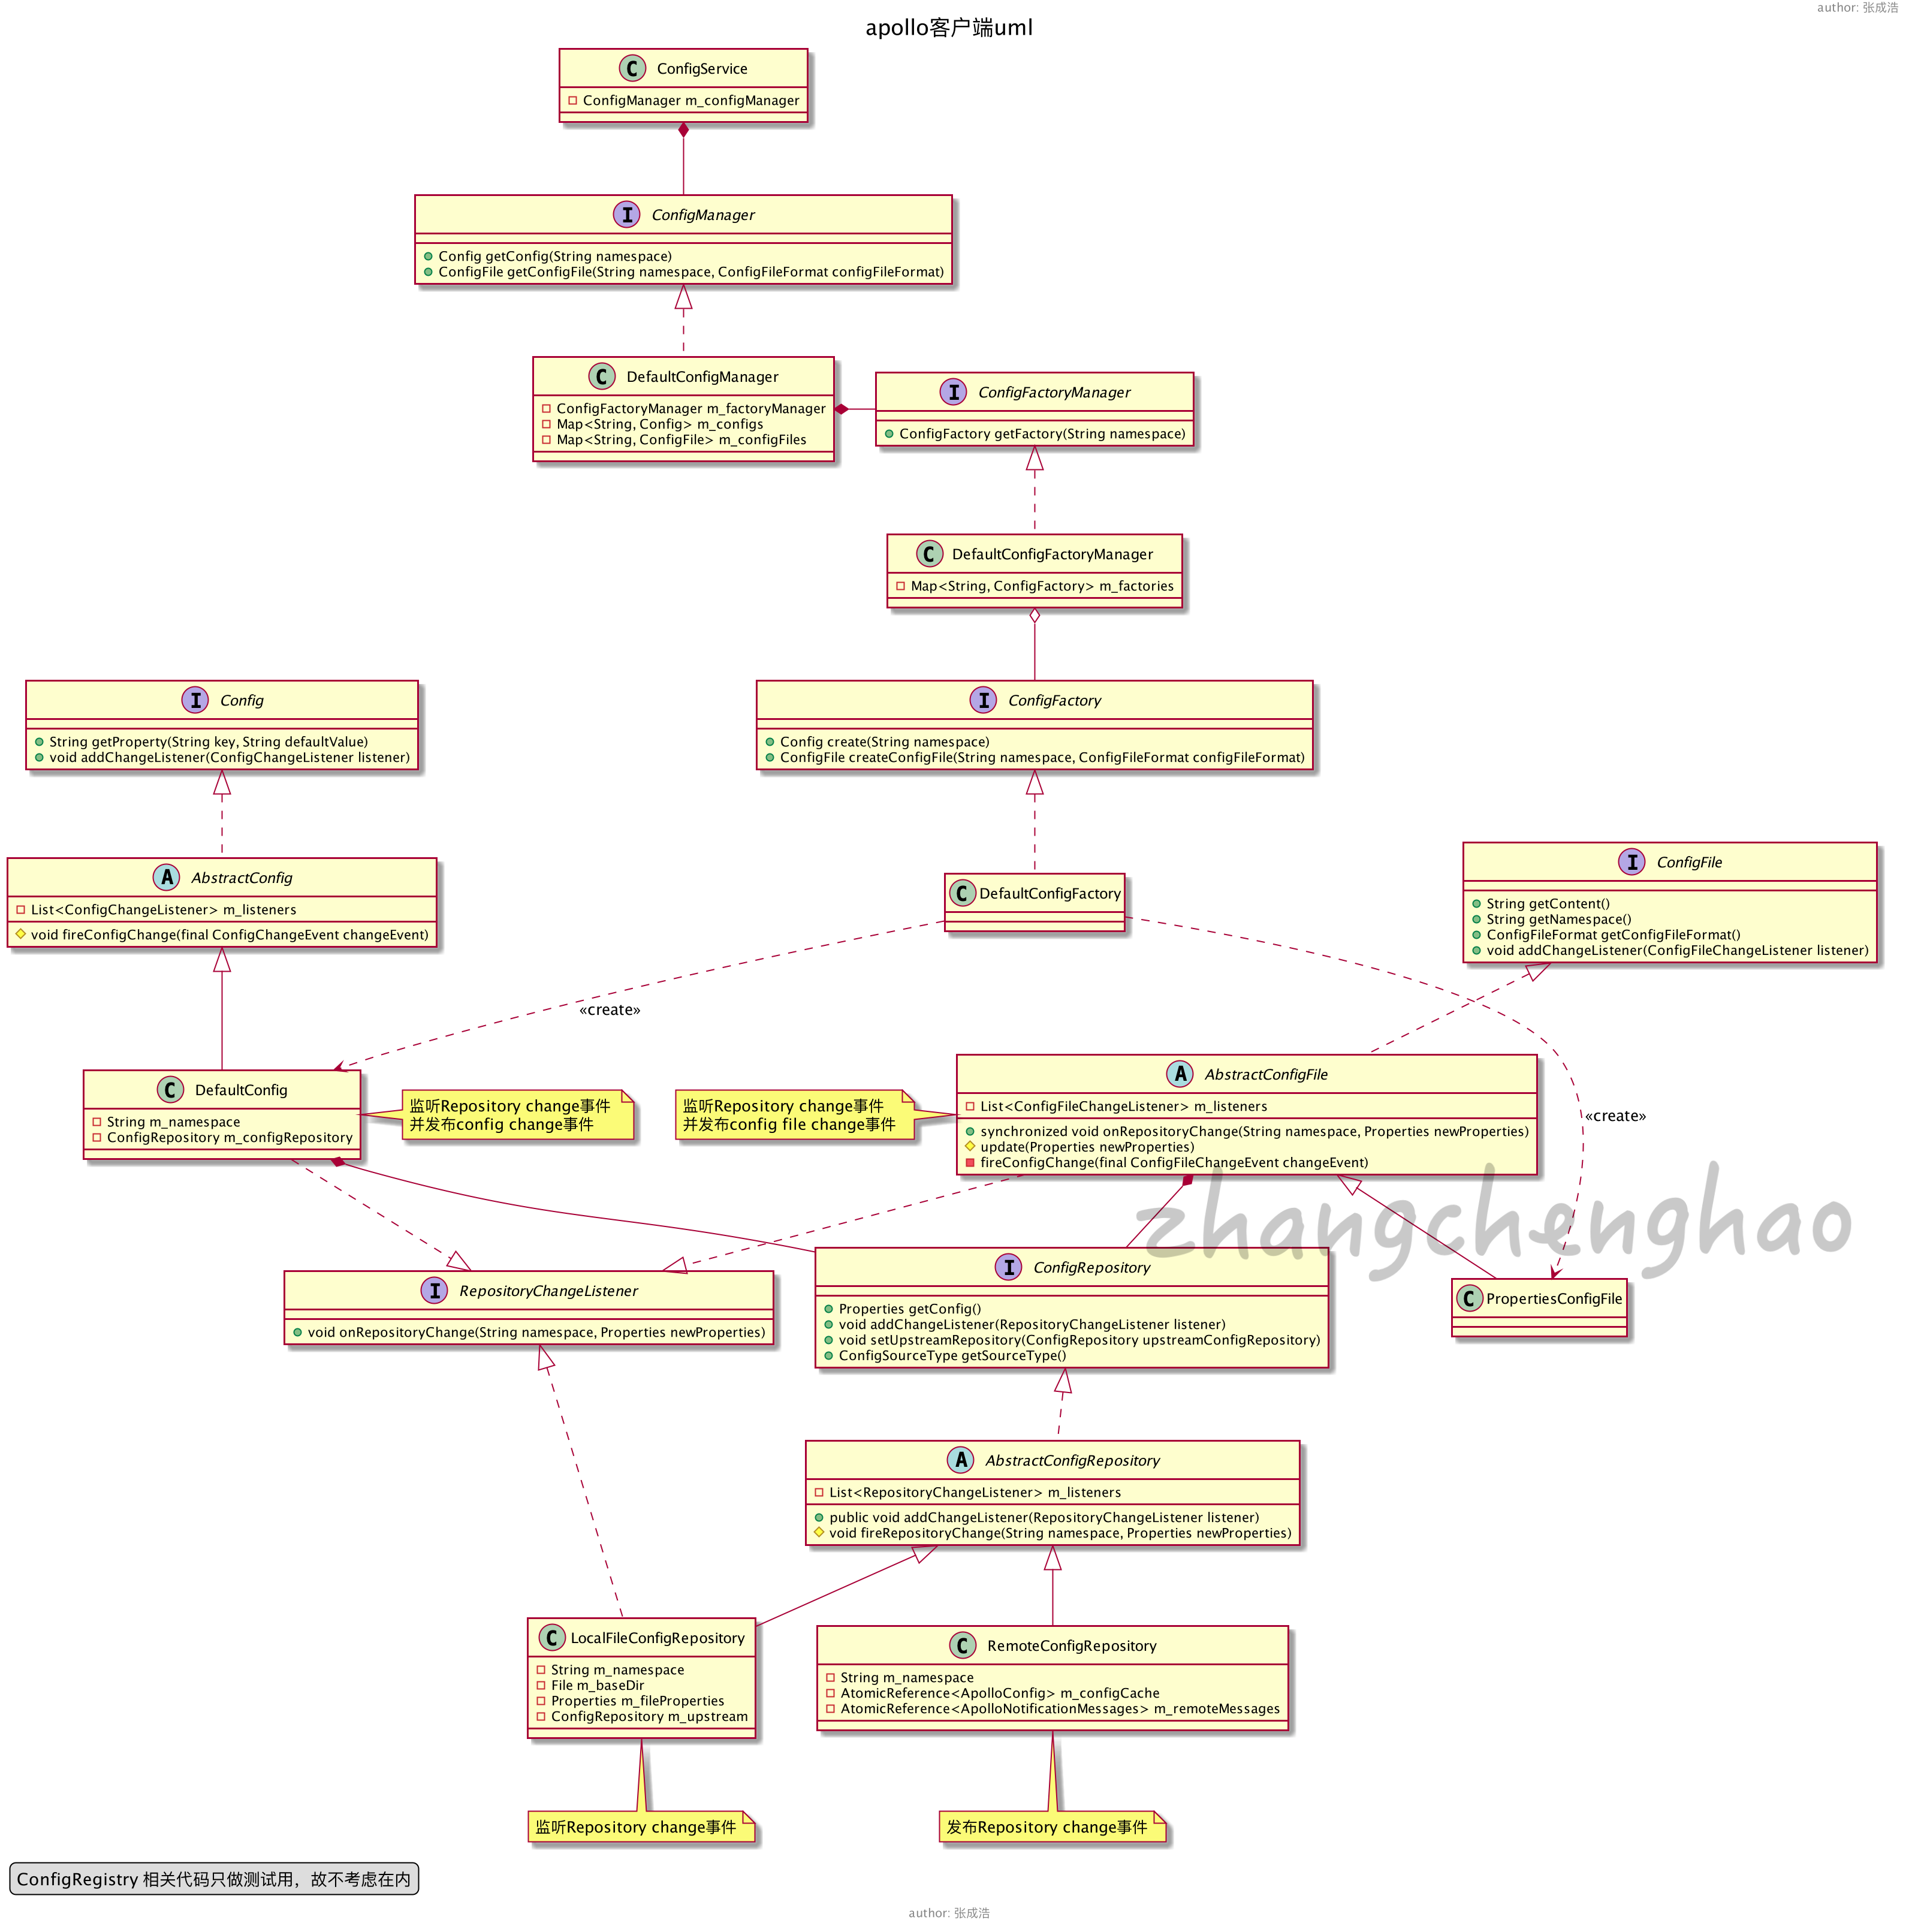 author: 张成浩
apollo客户端uml
C ConfigService
ConfigManager m_configManager
I ConfigManager
Config getConfig(String namespace)
ConfigFile getConfigFile(String namespace, ConfigFileFormat configFileFormat)
C DefaultConfigManager
ConfigFactoryManager m_factoryManager
Map<String, Config> m_configs
Map<String, ConfigFile> m_configFiles
I ConfigFactoryManager
ConfigFactory getFactory(String namespace)
C DefaultConfigFactoryManager
Map<String, ConfigFactory> m_factories
I Config
String getProperty(String key, String defaultValue)
void addChangeListener(ConfigChangeListener listener)
I ConfigFactory
Config create(String namespace)
ConfigFile createConfigFile(String namespace, ConfigFileFormat configFileFormat)
A AbstractConfig
List<ConfigChangeListener> m_listeners
void fireConfigChange(final ConfigChangeEvent changeEvent)
C DefaultConfigFactory
I ConfigFile
String getContent()
String getNamespace()
ConfigFileFormat getConfigFileFormat()
void addChangeListener(ConfigFileChangeListener listener)
«create»
C DefaultConfig
String m_namespace
ConfigRepository m_configRepository
监听Repository change事件
并发布config change事件
监听Repository change事件
并发布config file change事件
A AbstractConfigFile
List<ConfigFileChangeListener> m_listeners
synchronized void onRepositoryChange(String namespace, Properties newProperties)
update(Properties newProperties)
fireConfigChange(final ConfigFileChangeEvent changeEvent)
«create»
zhangchenghao
I RepositoryChangeListener
void onRepositoryChange(String namespace, Properties newProperties)
I ConfigRepository
Properties getConfig()
void addChangeListener(RepositoryChangeListener listener)
void setUpstreamRepository(ConfigRepository upstreamConfigRepository)
ConfigSourceType getSourceType()
C PropertiesConfigFile
A AbstractConfigRepository
List<RepositoryChangeListener> m_listeners
public void addChangeListener(RepositoryChangeListener listener)
void fireRepositoryChange(String namespace, Properties newProperties)
C LocalFileConfigRepository
String m_namespace
File m_baseDir
Properties m_fileProperties
ConfigRepository m_upstream
C RemoteConfigRepository
String m_namespace
AtomicReference<ApolloConfig> m_configCache
AtomicReference<ApolloNotificationMessages> m_remoteMessages
监听Repository change事件
发布Repository change事件
ConfigRegistry 相关代码只做测试用，故不考虑在内
author: 张成浩